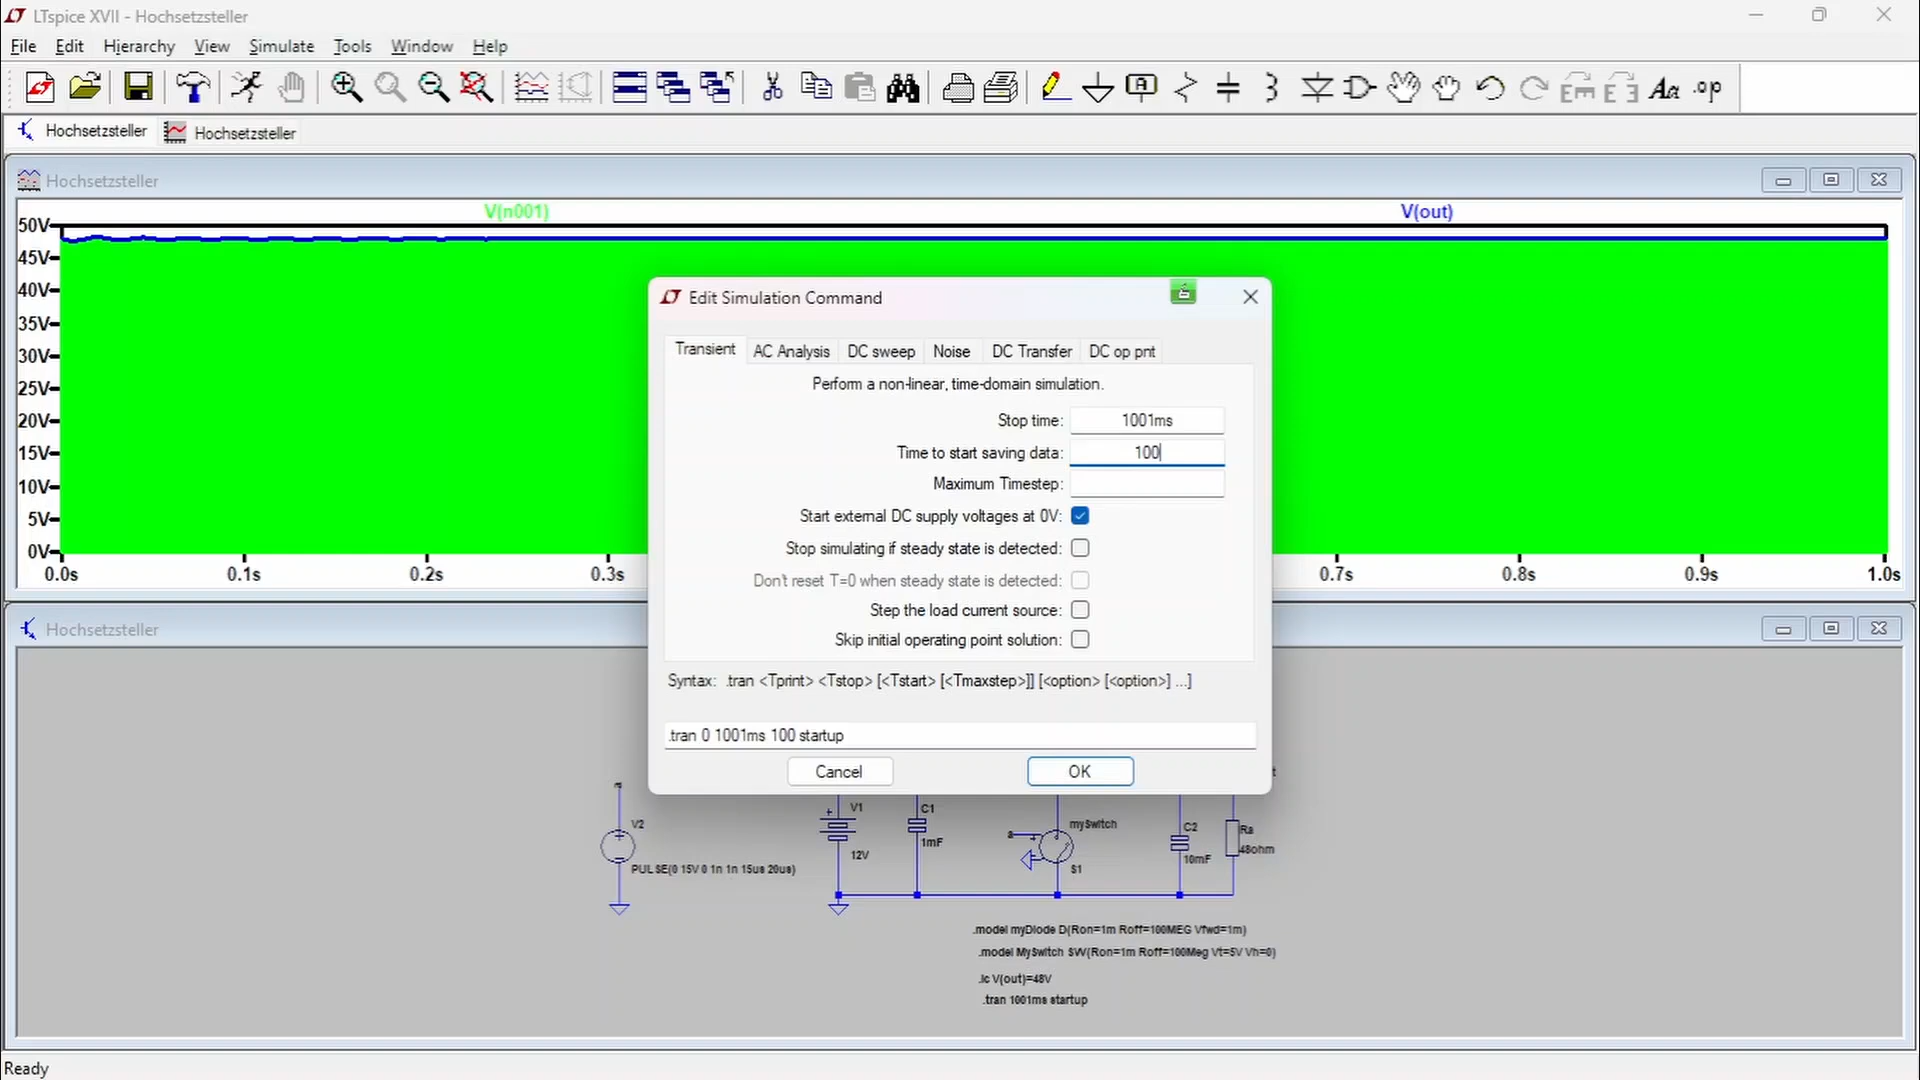 LTspice XVII - Hochsetzsteller
File Edit Hierarchy View Simulate Tools Window Help
Aa .op
Hochsetzsteller Hochsetzsteller
Hochsetzsteller
V(n001) V(out)
50V
45V
40V
35V
30V
25V
20V
15V
10V
5V
0V
0.0s 0.1s 0.2s 0.3s 0.7s 0.8s 0.9s 1.0s
Edit Simulation Command
Transient AC Analysis DC sweep Noise DC Transfer DC op pnt
Perform a non-linear, time-domain simulation.
Stop time: 1001ms
Time to start saving data: 100
Maximum Timestep:
Start external DC supply voltages at 0V:
Stop simulating if steady state is detected:
Don't reset T=0 when steady state is detected:
Step the load current source:
Skip initial operating point solution:
Syntax: .tran <Tprint> <Tstop> [<Tstart> [<Tmaxstep>]] [<option> [<option>] ...]
.tran 0 1001ms 100 startup
Cancel OK
Hochsetzsteller
V2
PULSE(0 15V 0 1n 1n 15us 20us)
V1
12V
C1
1mF
a
mySwitch
S1
C2
10mF
Ra
48ohm
.model myDiode D(Ron=1m Roff=100MEG Vfwd=1m)
.model MySwitch SW(Ron=1m Roff=100Meg Vt=5V Vh=0)
.ic V(out)=48V
.tran 1001ms startup
Ready